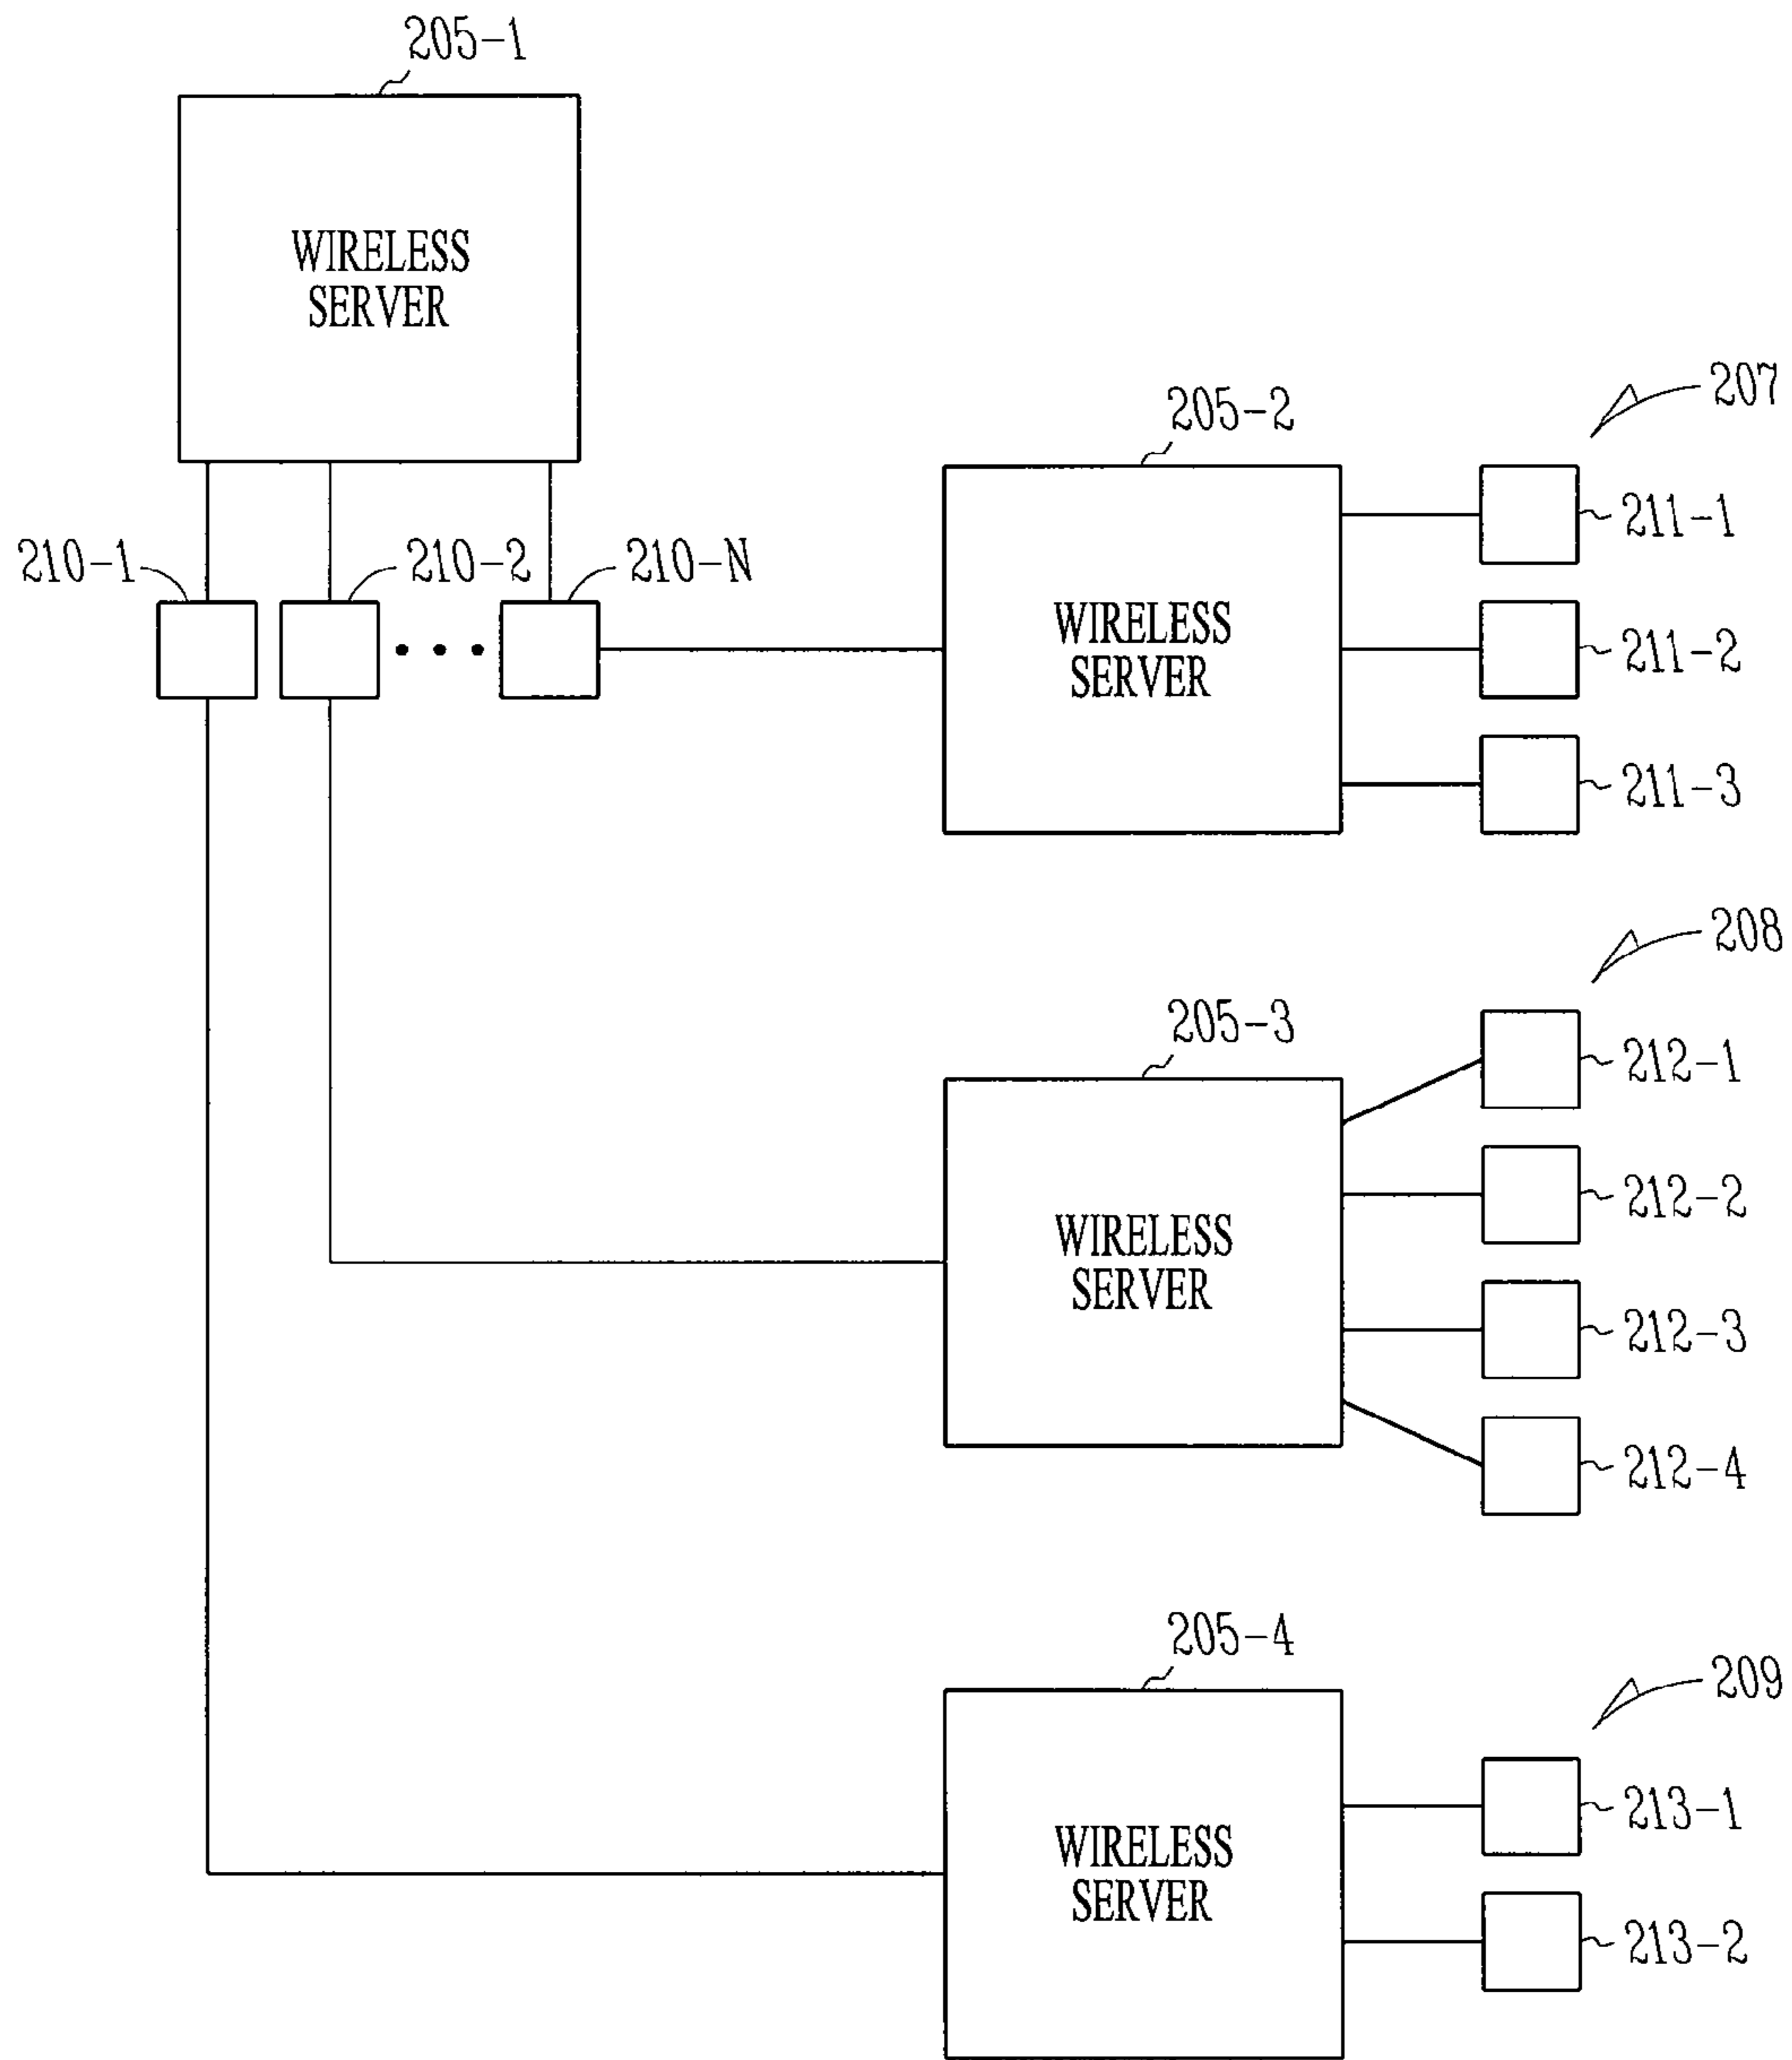 205-1
WIRELESS
SERVER
210-1
210-2
210-N
205-2
WIRELESS
SERVER
207
211-1
211-2
211-3
205-3
WIRELESS
SERVER
208
212-1
212-2
212-3
212-4
205-4
WIRELESS
SERVER
209
213-1
213-2